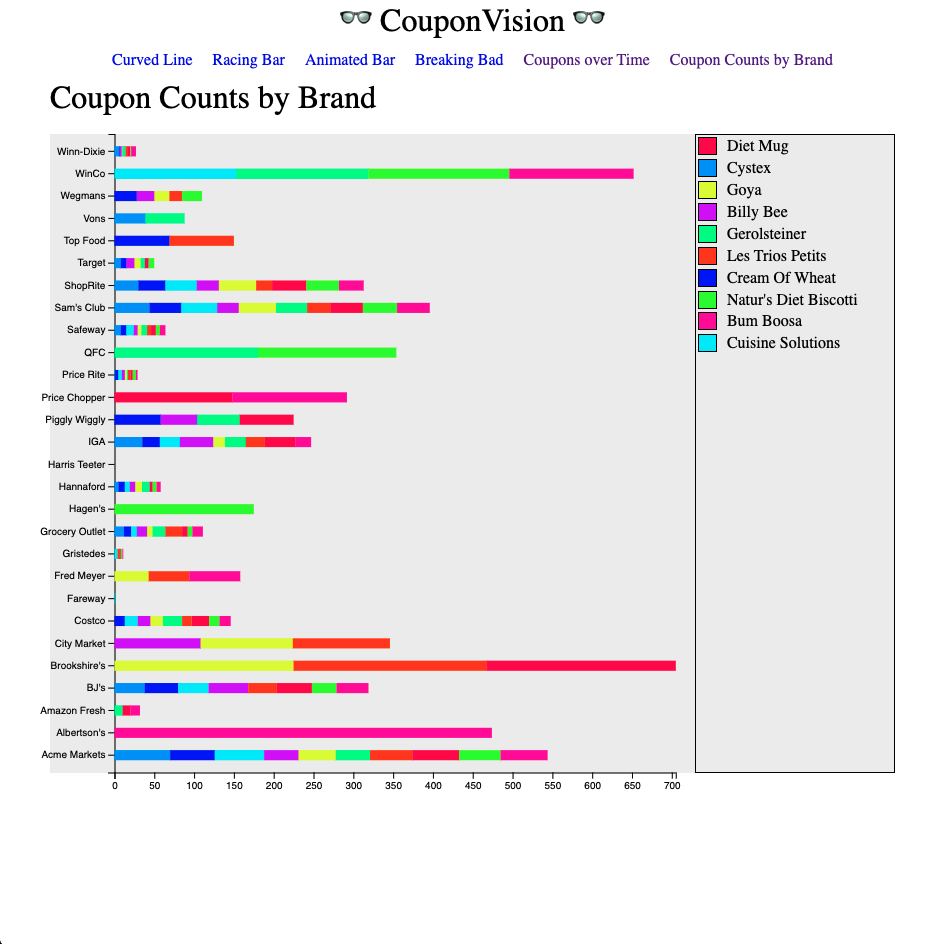 👓 CouponVision 👓
Curved Line Racing Bar Animated Bar Breaking Bad Coupons over Time Coupon Counts by Brand
Coupon Counts by Brand
Winn-Dixie
WinCo
Wegmans
Vons
Top Food
Target
ShopRite
Sam's Club
Safeway
QFC
Price Rite
Price Chopper
Piggly Wiggly
IGA
Harris Teeter
Hannaford
Hagen's
Grocery Outlet
Gristedes
Fred Meyer
Fareway
Costco
City Market
Brookshire's
BJ's
Amazon Fresh
Albertson's
Acme Markets
0 50 100 150 200 250 300 350 400 450 500 550 600 650 700
Diet Mug
Cystex
Goya
Billy Bee
Gerolsteiner
Les Trios Petits
Cream Of Wheat
Natur's Diet Biscotti
Bum Boosa
Cuisine Solutions